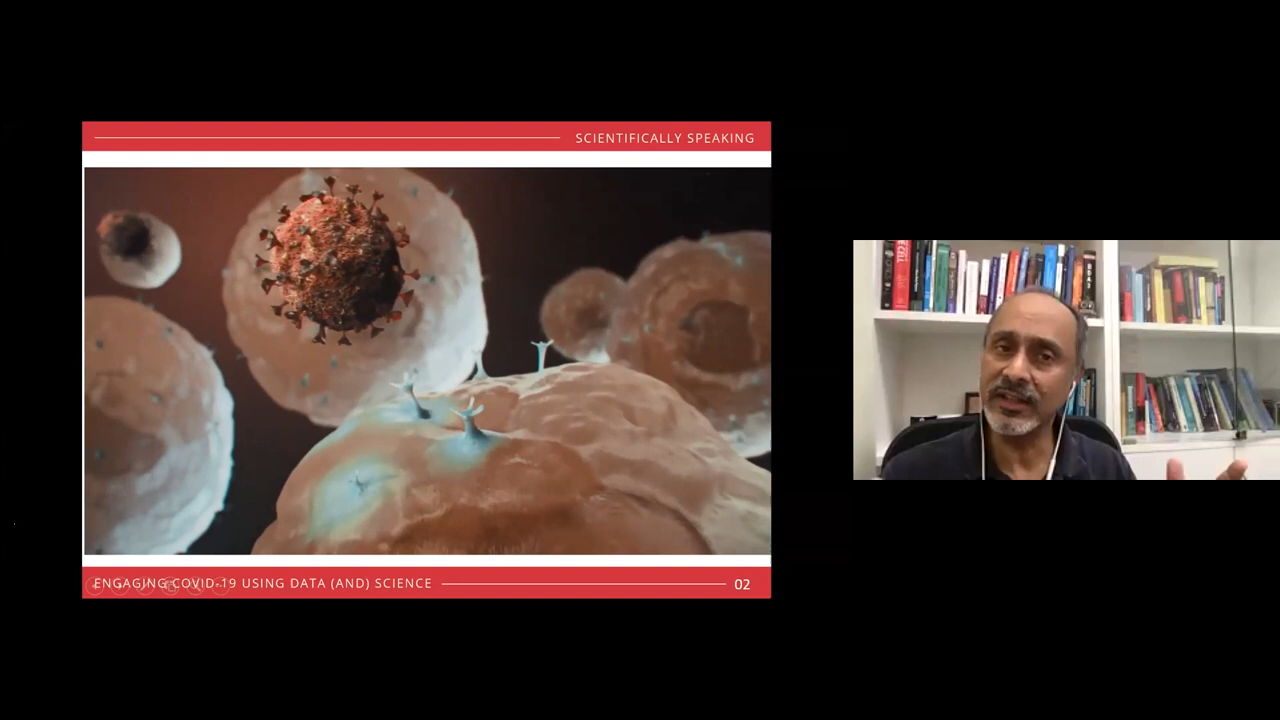 SCIENTIFICALLY SPEAKING
ENGAGING COVID-19 USING DATA (AND) SCIENCE
02